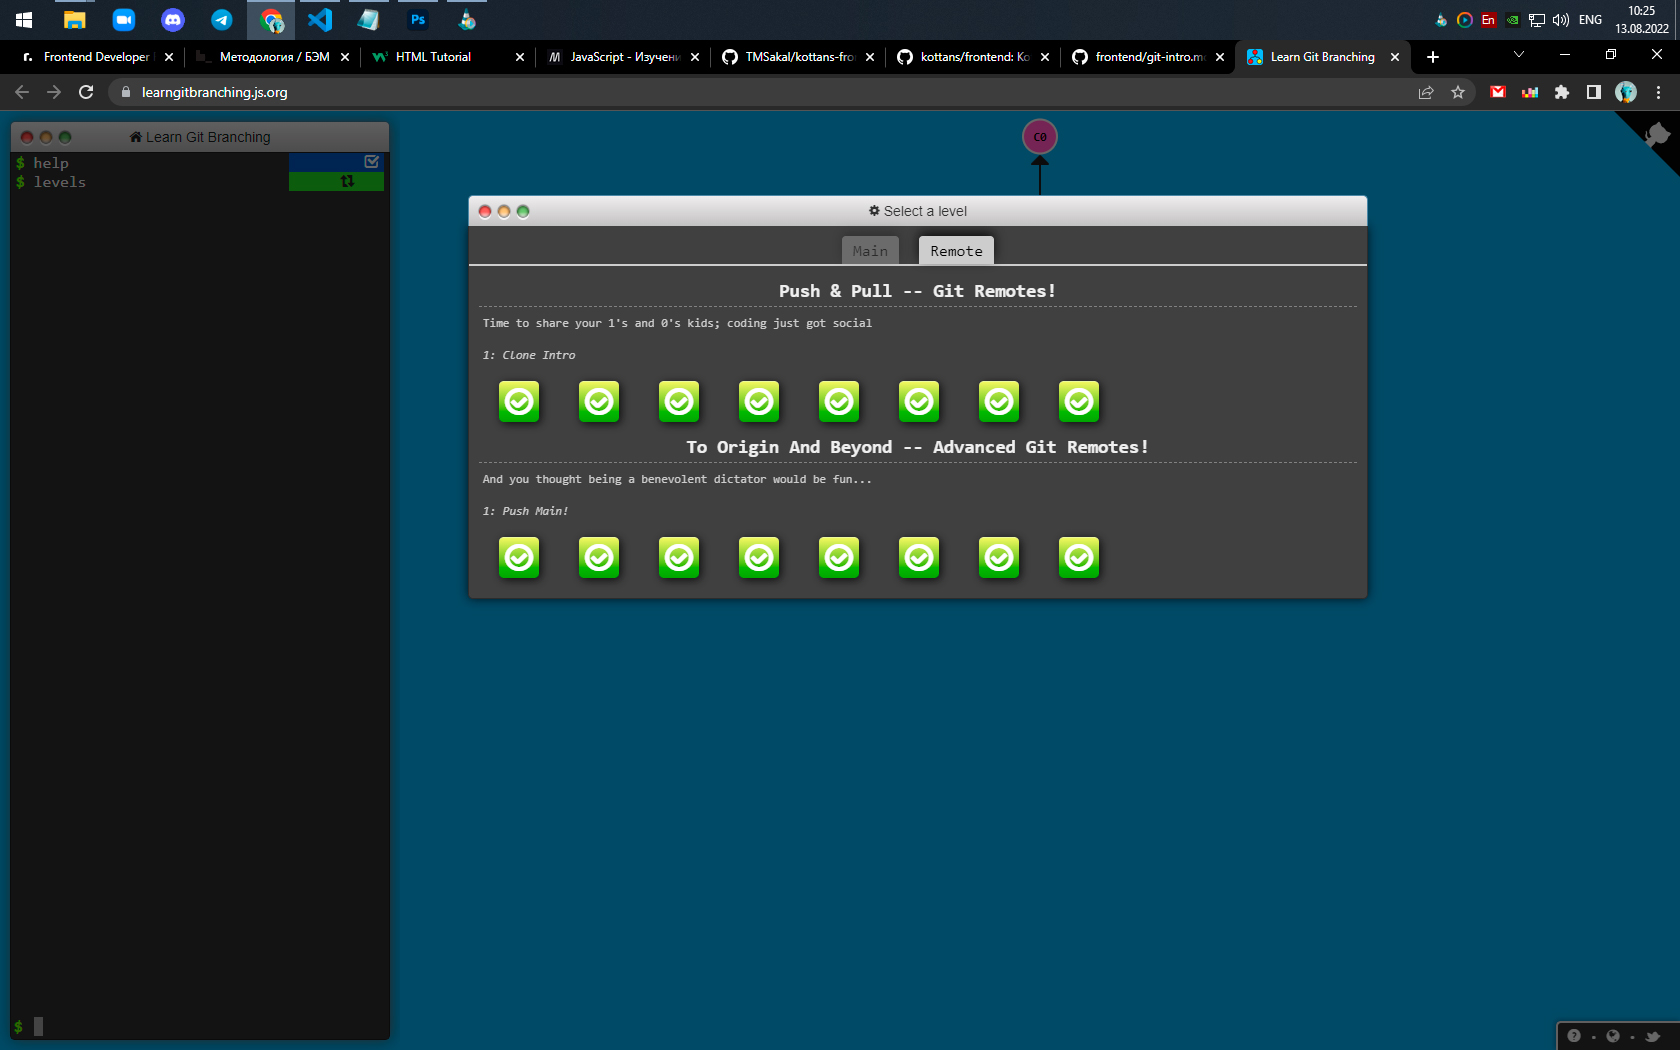 Ps
En
ENG
10:25
13.08.2022
r. Frontend Developer
Методология / БЭМ
HTML Tutorial
JavaScript - Изучени
TMSakal/kottans-fro
kottans/frontend: Ko
frontend/git-intro.m
Learn Git Branching
learngitbranching.js.org
Learn Git Branching
$ help
$ levels
$
C0
Select a level
Main
Remote
Push & Pull -- Git Remotes!
Time to share your 1's and 0's kids; coding just got social
1: Clone Intro
To Origin And Beyond -- Advanced Git Remotes!
And you thought being a benevolent dictator would be fun...
1: Push Main!